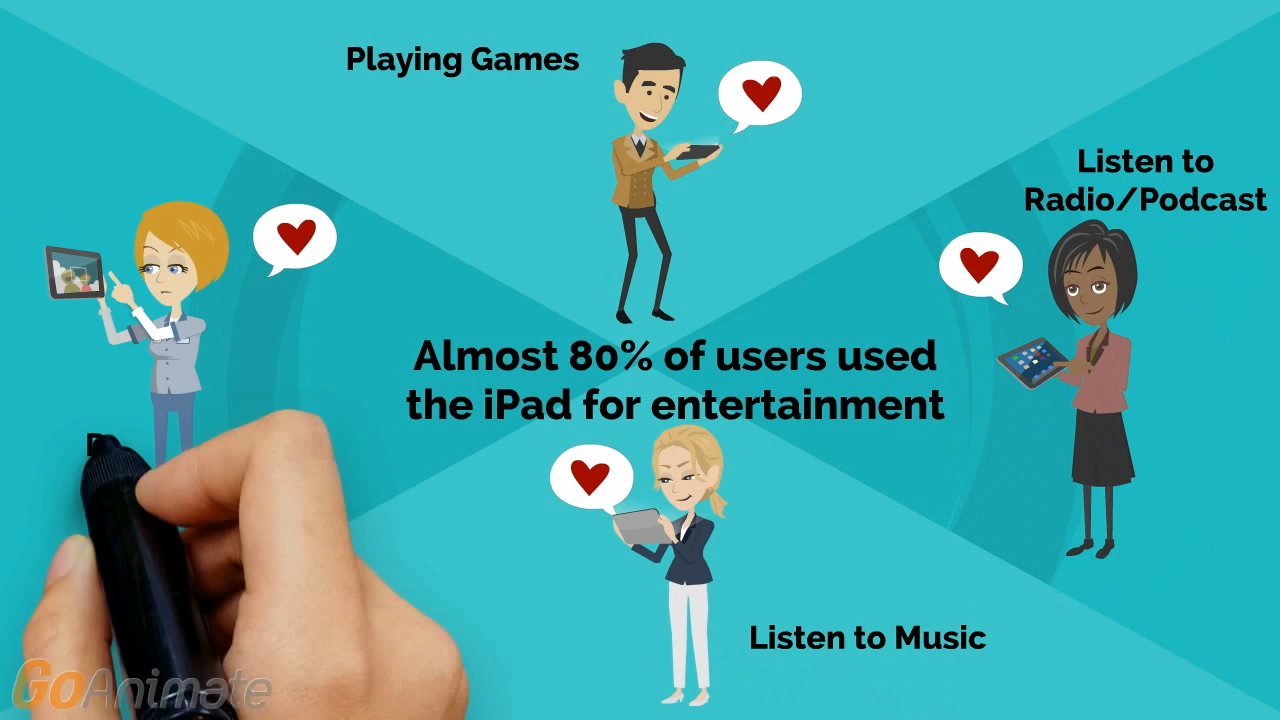 Playing Games
Listen to
Radio/Podcast
Almost 80% of users used
the iPad for entertainment
Listen to Music
GoAnimate